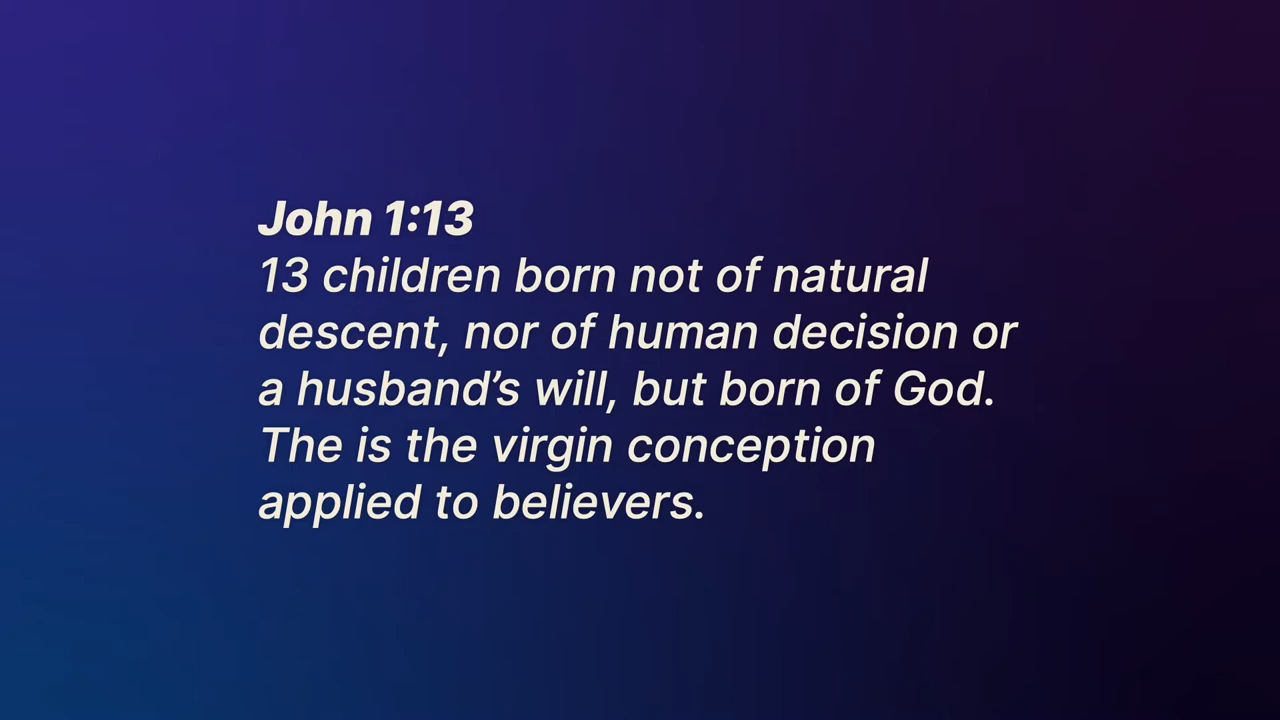 John 1:13
13 children born not of natural
descent, nor of human decision or
a husband’s will, but born of God.
The is the virgin conception
applied to believers.